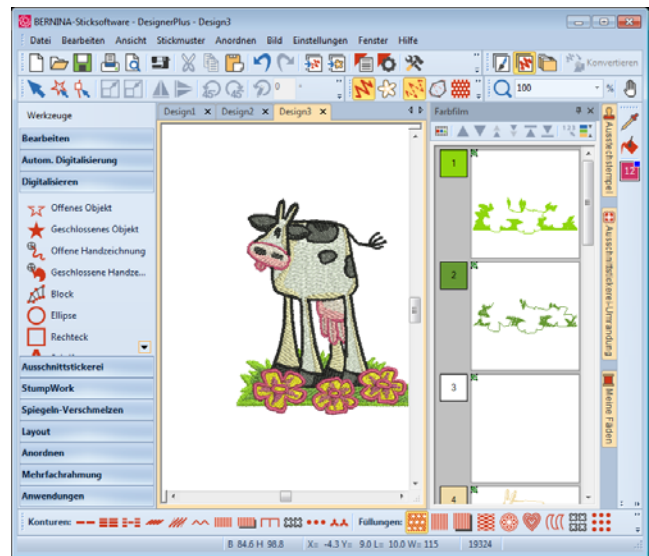 BERNINA-Sticksoftware - DesignerPlus - Design3
Datei Bearbeiten Ansicht Stickmuster Anordnen Bild Einstellungen Fenster Hilfe
Konvertieren
0 100 %
Werkzeuge
Design1 Design2 Design3
Farbfilm
Bearbeiten
Autom. Digitalisierung
Digitalisieren
Offenes Objekt
Geschlossenes Objekt
Offene Handzeichnung
Geschlossene Handze...
Block
Ellipse
Rechteck
Ausschnittstickerei
StumpWork
Spiegeln-Verschmelzen
Layout
Anordnen
Mehrfachrahmung
Anwendungen
1
2
3
4
Ausstechstempel
Ausschnittstickerei-Umrandung
Meine Fäden
12
Konturen: Füllungen:
B 84.6 H 98.8 X= -4.3 Y= 9.0 L= 10.0 W= 115 19324